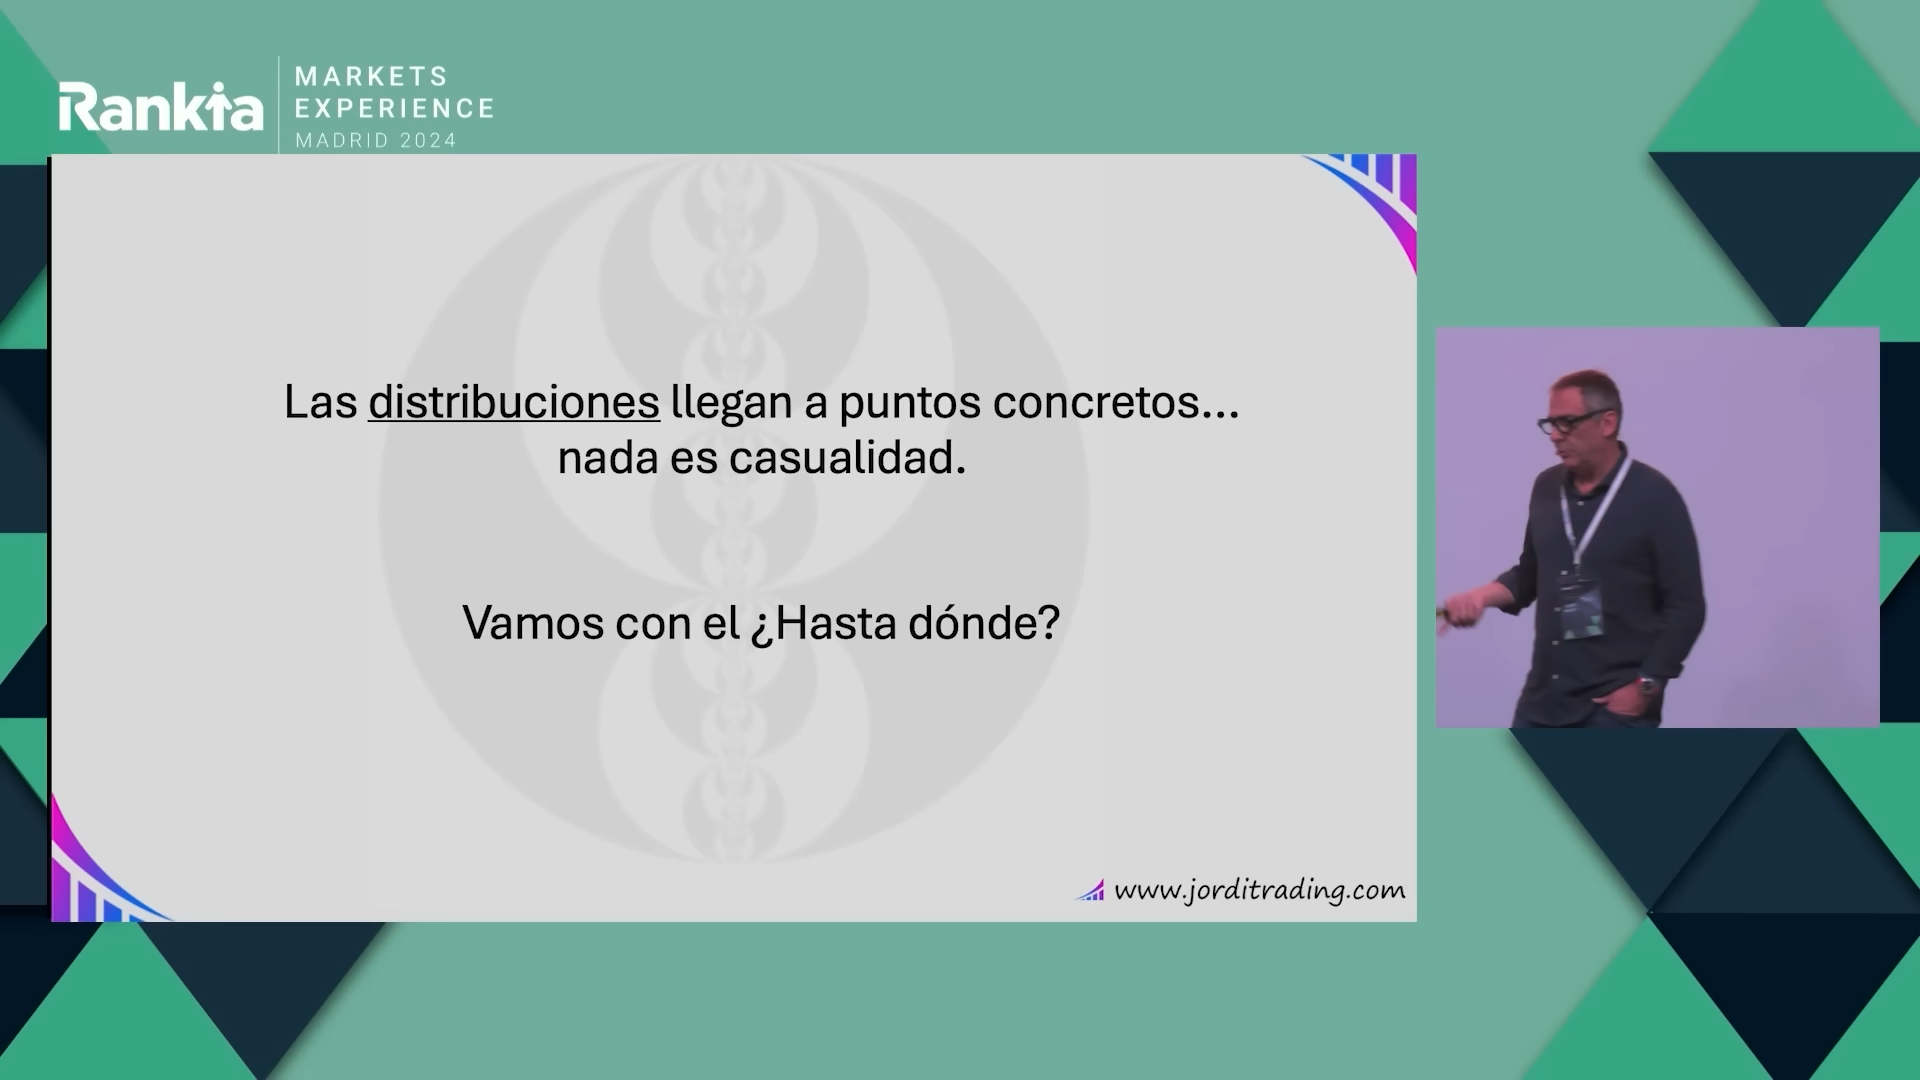 Rankia
MARKETS
EXPERIENCE
MADRID 2024
Las distribuciones llegan a puntos concretos...
nada es casualidad.
Vamos con el ¿Hasta dónde?
www.jorditrading.com